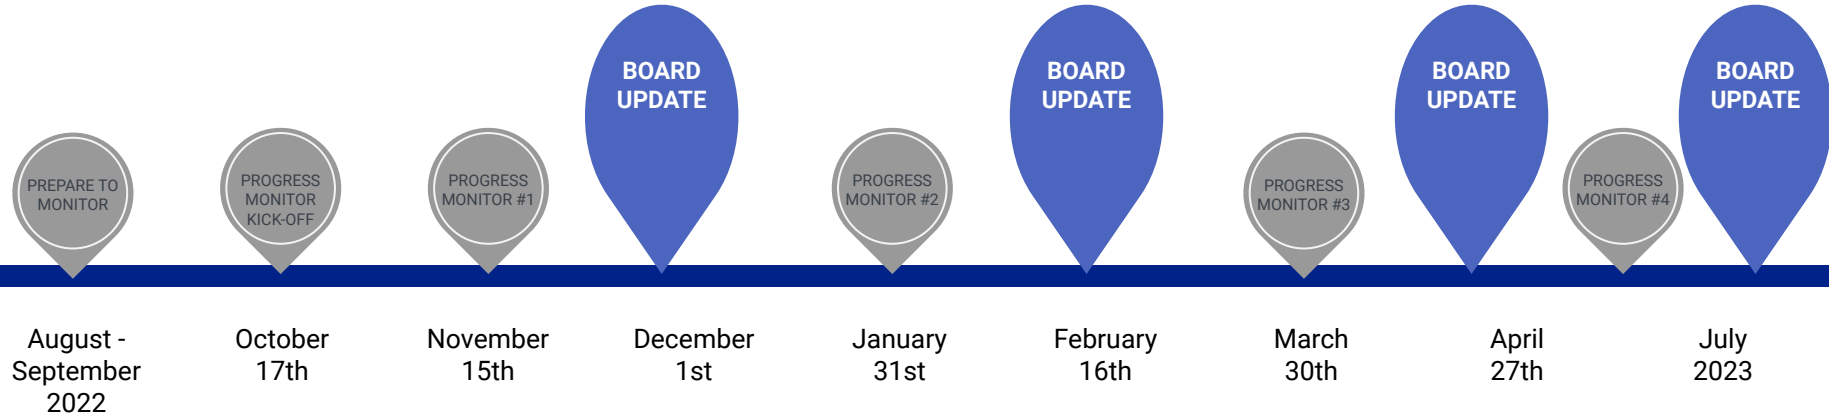 BOARD
UPDATE
BOARD
UPDATE
BOARD
UPDATE
BOARD
UPDATE
PREPARE TO
MONITOR
PROGRESS
MONITOR
KICK-OFF
PROGRESS
MONITOR #1
PROGRESS
MONITOR #2
PROGRESS
MONITOR #3
PROGRESS
MONITOR #4
August -
September
2022
October
17th
November
15th
December
1st
January
31st
February
16th
March
30th
April
27th
July
2023